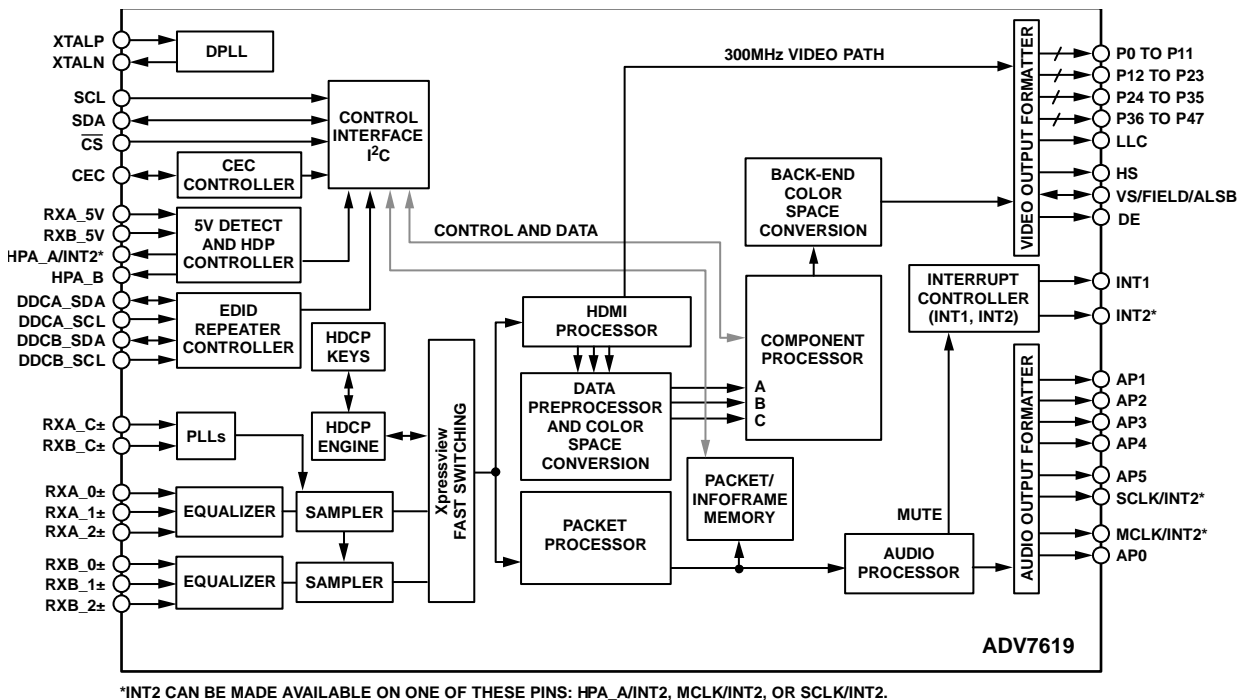 XTALP
XTALN
DPLL
SCL
SDA
CS
CEC
CEC
CONTROLLER
CONTROL
INTERFACE
I2C
RXA_5V
RXB_5V
HPA_A/INT2*
HPA_B
5V DETECT
AND HDP
CONTROLLER
DDCA_SDA
DDCA_SCL
DDCB_SDA
DDCB_SCL
EDID
REPEATER
CONTROLLER
HDCP
KEYS
HDCP
ENGINE
RXA_C±
RXB_C±
PLLs
RXA_0±
RXA_1±
RXA_2±
EQUALIZER
SAMPLER
RXB_0±
RXB_1±
RXB_2±
EQUALIZER
SAMPLER
Xpressview
FAST SWITCHING
CONTROL AND DATA
300MHz VIDEO PATH
HDMI
PROCESSOR
DATA
PREPROCESSOR
AND COLOR
SPACE
CONVERSION
PACKET
PROCESSOR
PACKET/
INFOFRAME
MEMORY
A
B
C
COMPONENT
PROCESSOR
BACK-END
COLOR
SPACE
CONVERSION
INTERRUPT
CONTROLLER
(INT1, INT2)
MUTE
AUDIO
PROCESSOR
VIDEO OUTPUT FORMATTER
P0 TO P11
P12 TO P23
P24 TO P35
P36 TO P47
LLC
HS
VS/FIELD/ALSB
DE
INT1
INT2*
AUDIO OUTPUT FORMATTER
AP1
AP2
AP3
AP4
AP5
SCLK/INT2*
MCLK/INT2*
AP0
ADV7619
*INT2 CAN BE MADE AVAILABLE ON ONE OF THESE PINS: HPA_A/INT2, MCLK/INT2, OR SCLK/INT2.